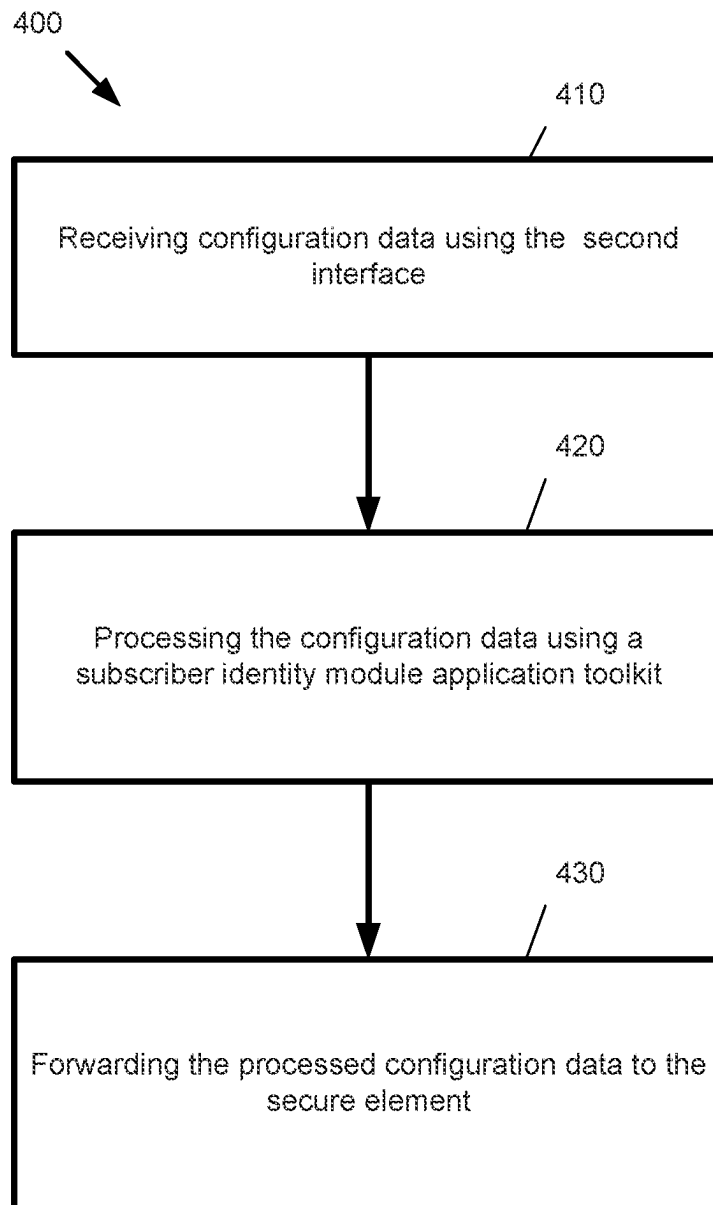 400
410
Receiving configuration data using the second
interface
420
Processing the configuration data using a
subscriber identity module application toolkit
430
Forwarding the processed configuration data to the
secure element